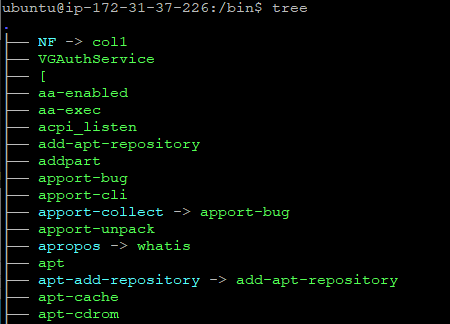 ubuntu@ip-172-31-37-226:/bin$ tree
.
├── NF -> col1
├── VGAuthService
├── [
├── aa-enabled
├── aa-exec
├── acpi_listen
├── add-apt-repository
├── addpart
├── apport-bug
├── apport-cli
├── apport-collect -> apport-bug
├── apport-unpack
├── apropos -> whatis
├── apt
├── apt-add-repository -> add-apt-repository
├── apt-cache
├── apt-cdrom